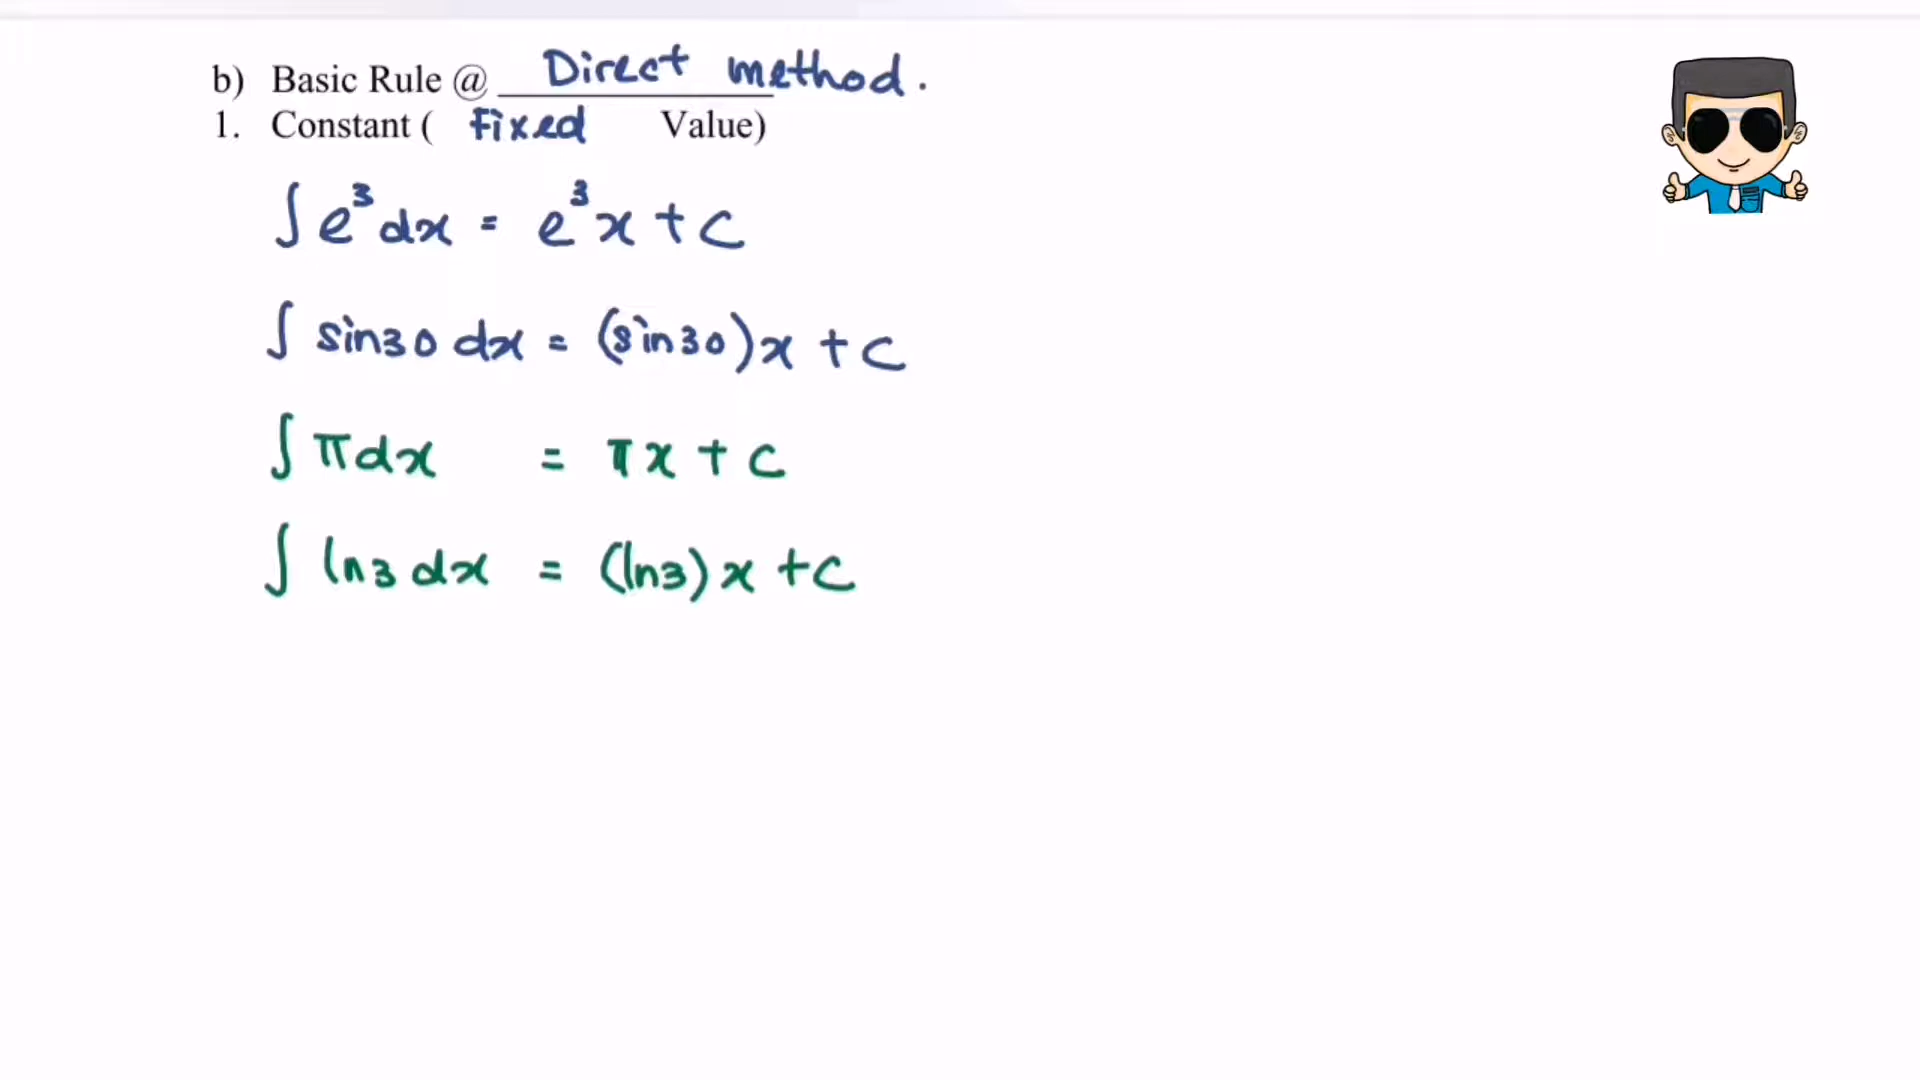 b) Basic Rule @ Direct method.
1. Constant ( Fixed Value)
∫ e³ dx = e³x + c
∫ sin30 dx = (sin30)x + c
∫ π dx = πx + c
∫ ln3 dx = (ln3)x + c